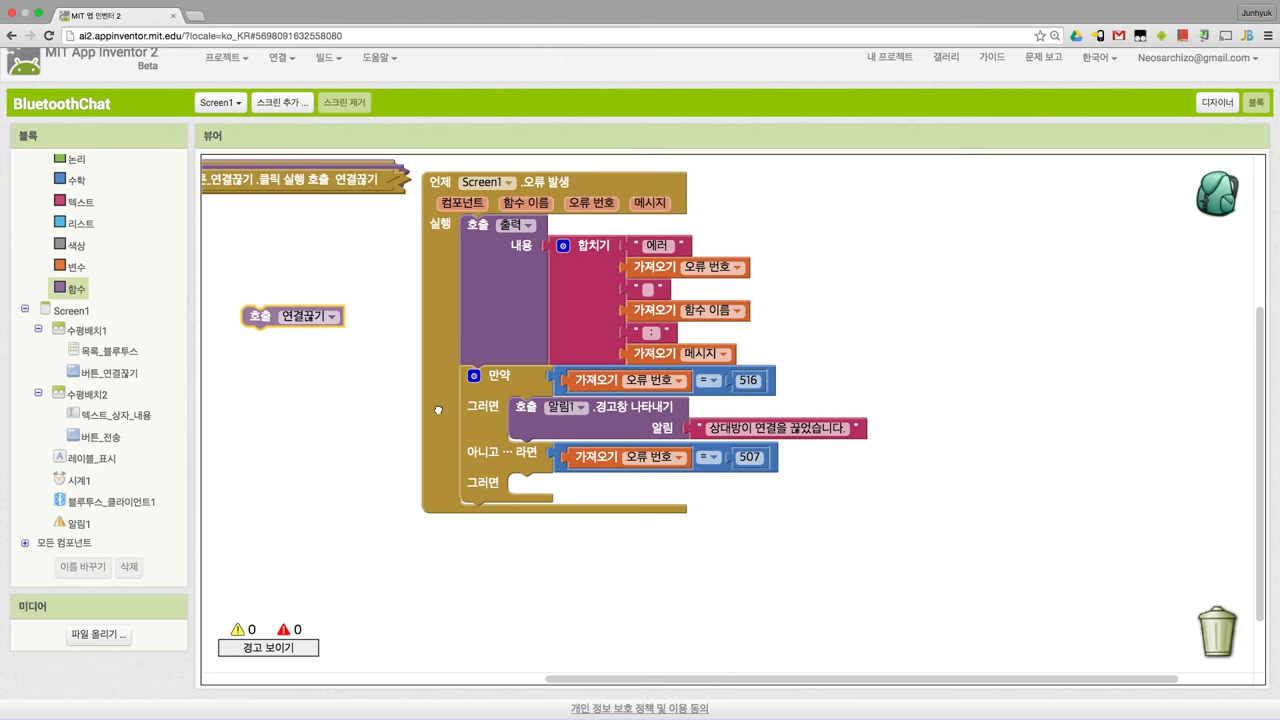 MIT 앱 인벤터 2
Junhyuk
ai2.appinventor.mit.edu/?locale=ko_KR#5698091632558080
MIT App Inventor 2
Beta
프로젝트 연결 빌드 도움말 내 프로젝트 갤러리 가이드 문제 보고 한국어 Neosarchizo@gmail.com
BluetoothChat Screen1 스크린 추가 ... 스크린 제거 디자이너 블록
블록
뷰어
논리
수학
텍스트
리스트
색상
변수
함수
Screen1
수평배치1
목록_블루투스
버튼_연결끊기
수평배치2
텍스트_상자_내용
버튼_전송
레이블_표시
시계1
블루투스_클라이언트1
알림1
모든 컴포넌트
이름 바꾸기 삭제
미디어
파일 올리기 ...
_연결끊기 .클릭 실행 호출 연결끊기
호출 연결끊기
언제 Screen1 .오류 발생
컴포넌트 함수 이름 오류 번호 메시지
실행 호출 출력
내용 합치기 " 에러 "
가져오기 오류 번호
" "
가져오기 함수 이름
" : "
가져오기 메시지
만약 가져오기 오류 번호 = 516
그러면 호출 알림1 .경고창 나타내기
알림 " 상대방이 연결을 끊었습니다. "
아니고 ... 라면 가져오기 오류 번호 = 507
그러면
0 0
경고 보이기
개인 정보 보호 정책 및 이용 동의